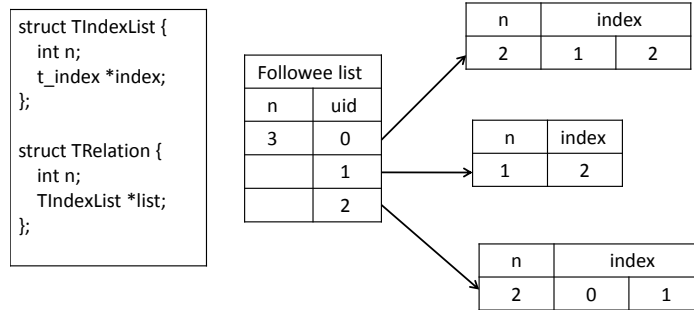 struct TIndexList {
int n;
t_index *index;
};
struct TRelation {
int n;
TIndexList *list;
};
Followee list
n uid
3 0
1
2
n index
2 1 2
n index
1 2
n index
2 0 1